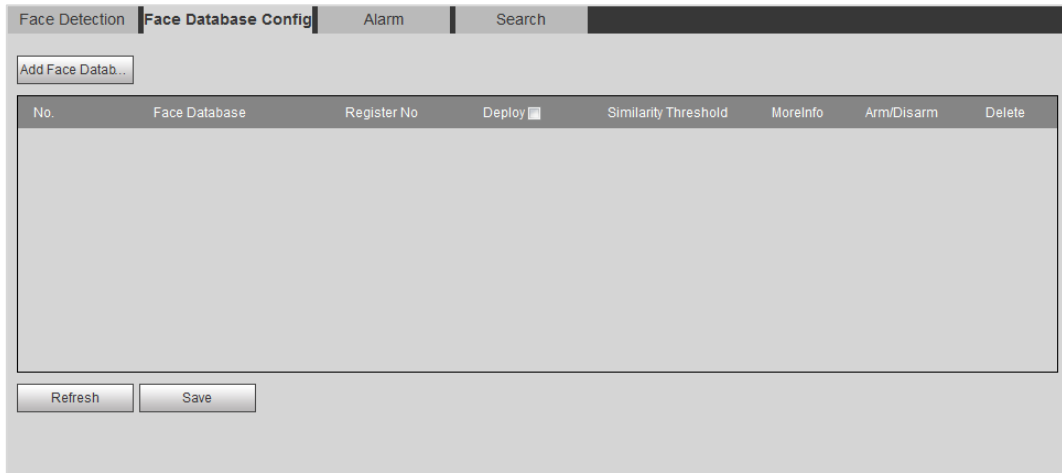 Face Detection Face Database Config Alarm Search
Add Face Datab...
No. Face Database Register No Deploy Similarity Threshold MoreInfo Arm/Disarm Delete
Refresh Save